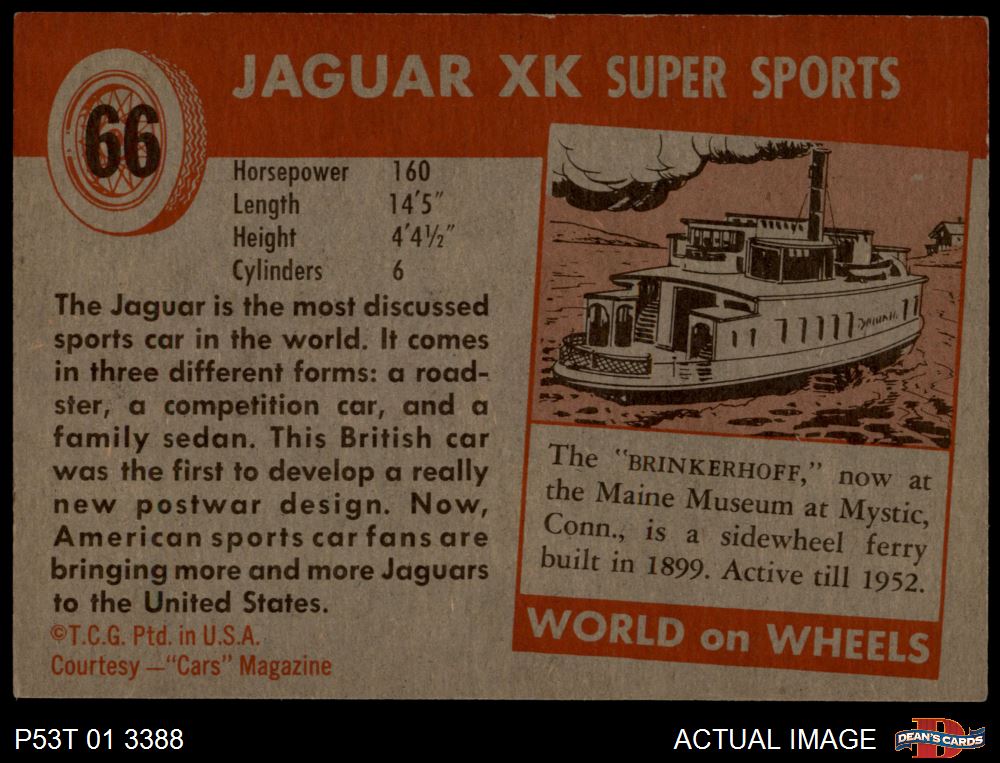 66
JAGUAR XK SUPER SPORTS
Horsepower 160
Length 14'5"
Height 4'4½"
Cylinders 6
The Jaguar is the most discussed
sports car in the world. It comes
in three different forms: a road-
ster, a competition car, and a
family sedan. This British car
was the first to develop a really
new postwar design. Now,
American sports car fans are
bringing more and more Jaguars
to the United States.
©T.C.G. Ptd. in U.S.A.
Courtesy—"Cars" Magazine
The "BRINKERHOFF," now at
the Maine Museum at Mystic,
Conn., is a sidewheel ferry
built in 1899. Active till 1952.
WORLD on WHEELS
P53T 01 3388
ACTUAL IMAGE
DEAN'S CARDS